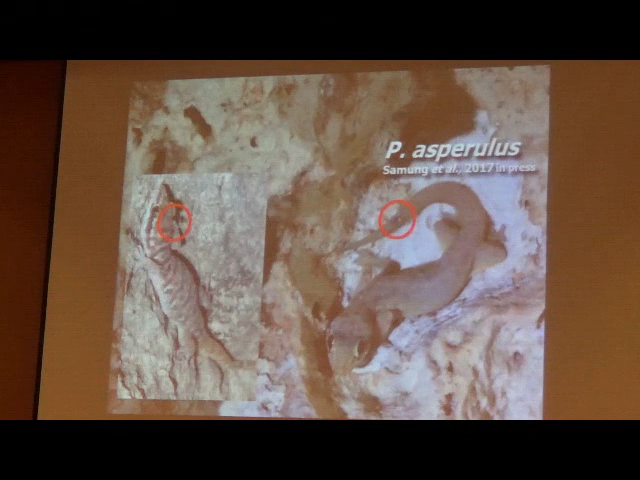 P. asperulus
Samung et al., 2017 in press